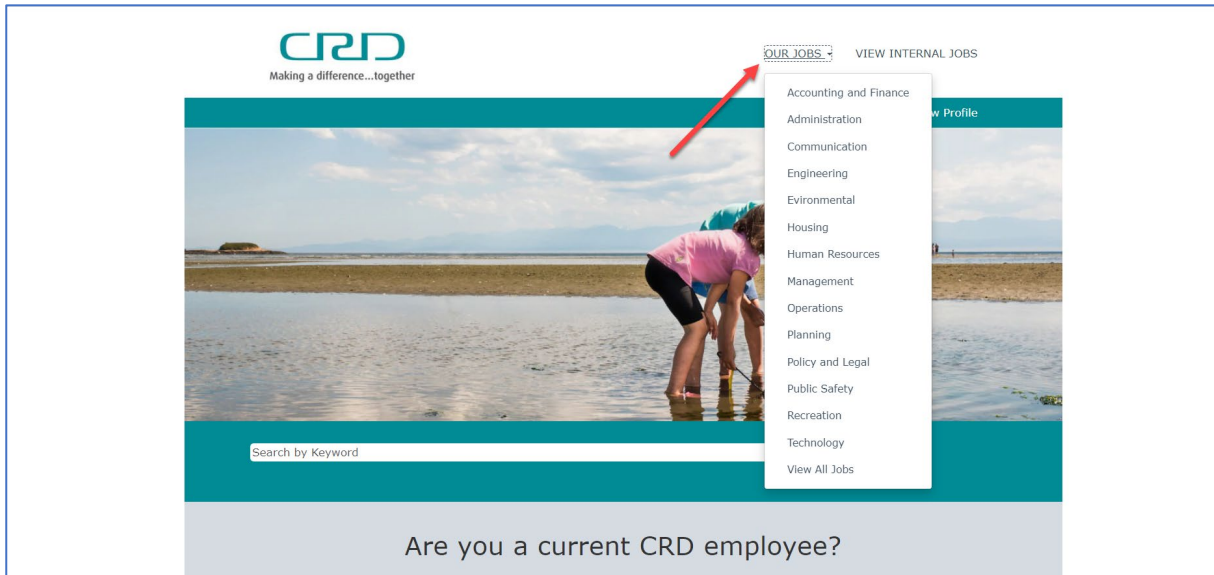 CRD
Making a difference...together
OUR JOBS
VIEW INTERNAL JOBS
Profile
Accounting and Finance
Administration
Communication
Engineering
Evironmental
Housing
Human Resources
Management
Operations
Planning
Policy and Legal
Public Safety
Recreation
Technology
View All Jobs
Search by Keyword
Are you a current CRD employee?